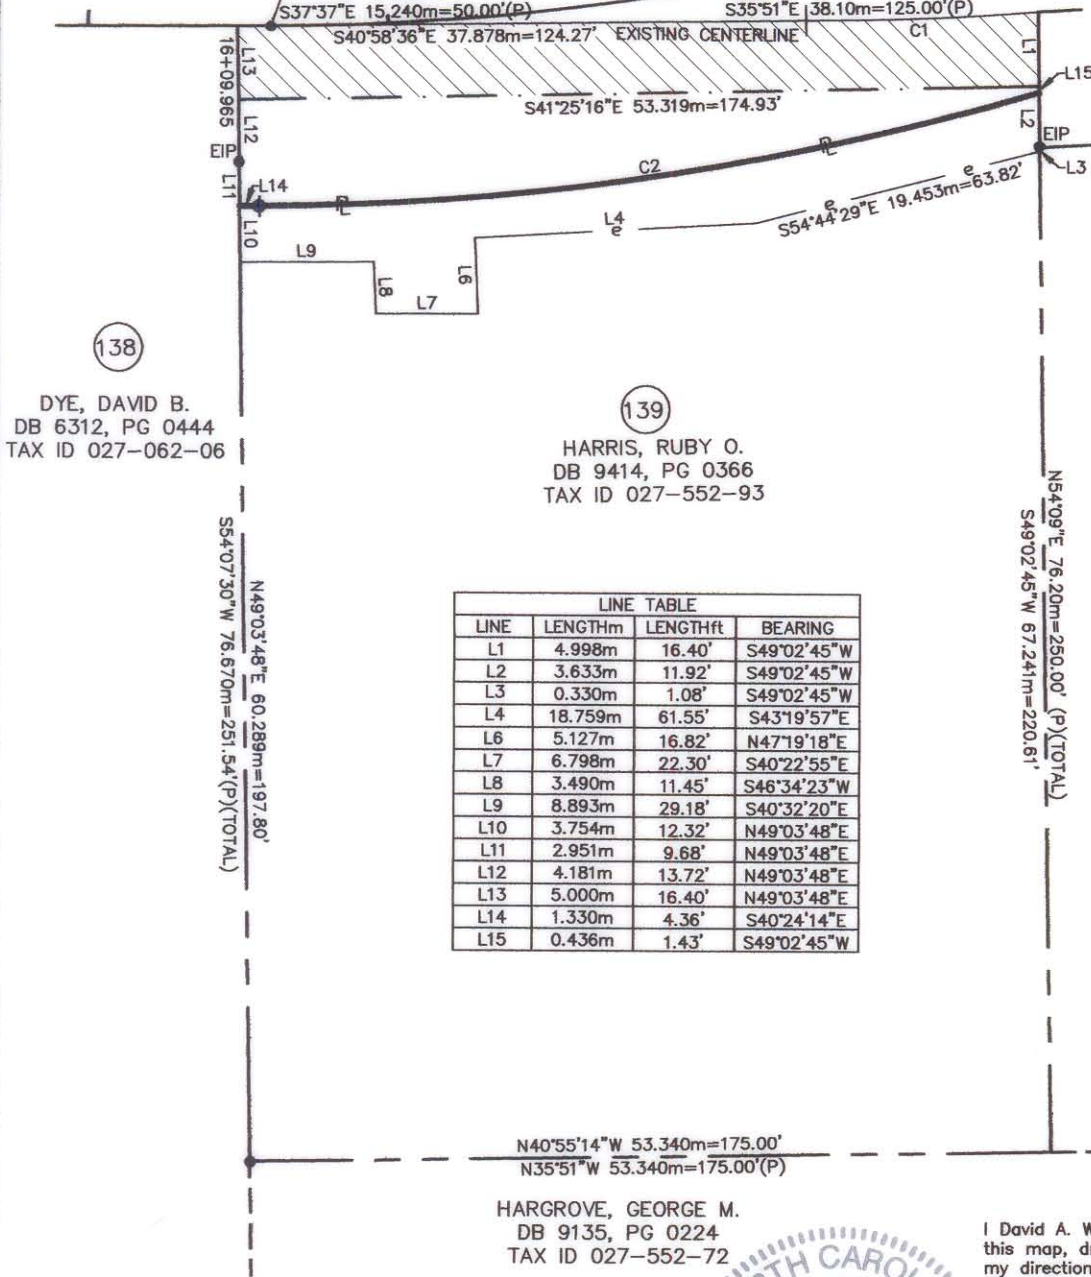 S37°37"E 15.240m=50.00'(P)
S35°51"E 38.10m=125.00'(P)
S40°58'36"E 37.878m=124.27'
EXISTING CENTERLINE
C1
L1
L13
16+09.965
L15
S41°25'16"E 53.319m=174.93'
L12
L2
EIP
EIP
C2
PL
L3
L11
L14
PL
L4
e
e
e
S54°44'29"E 19.453m=63.82'
L10
L9
L8
L7
L6
138
DYE, DAVID B.
DB 6312, PG 0444
TAX ID 027-062-06
139
HARRIS, RUBY O.
DB 9414, PG 0366
TAX ID 027-552-93
N54°09"E 76.20m=250.00' (P)(TOTAL)
S49°02'45"W 67.241m=220.61'
N49°03'48"E 60.289m=197.80'
S54°07'30"W 76.670m=251.54'(P)(TOTAL)
LINE TABLE
LINE LENGTHm LENGTHft BEARING
L1 4.998m 16.40' S49°02'45"W
L2 3.633m 11.92' S49°02'45"W
L3 0.330m 1.08' S49°02'45"W
L4 18.759m 61.55' S43°19'57"E
L6 5.127m 16.82' N47°19'18"E
L7 6.798m 22.30' S40°22'55"E
L8 3.490m 11.45' S46°34'23"W
L9 8.893m 29.18' S40°32'20"E
L10 3.754m 12.32' N49°03'48"E
L11 2.951m 9.68' N49°03'48"E
L12 4.181m 13.72' N49°03'48"E
L13 5.000m 16.40' N49°03'48"E
L14 1.330m 4.36' S40°24'14"E
L15 0.436m 1.43' S49°02'45"W
N40°55'14"W 53.340m=175.00'
N35°51"W 53.340m=175.00'(P)
HARGROVE, GEORGE M.
DB 9135, PG 0224
TAX ID 027-552-72
I David A. W
this map, d
my direction
TH CARO